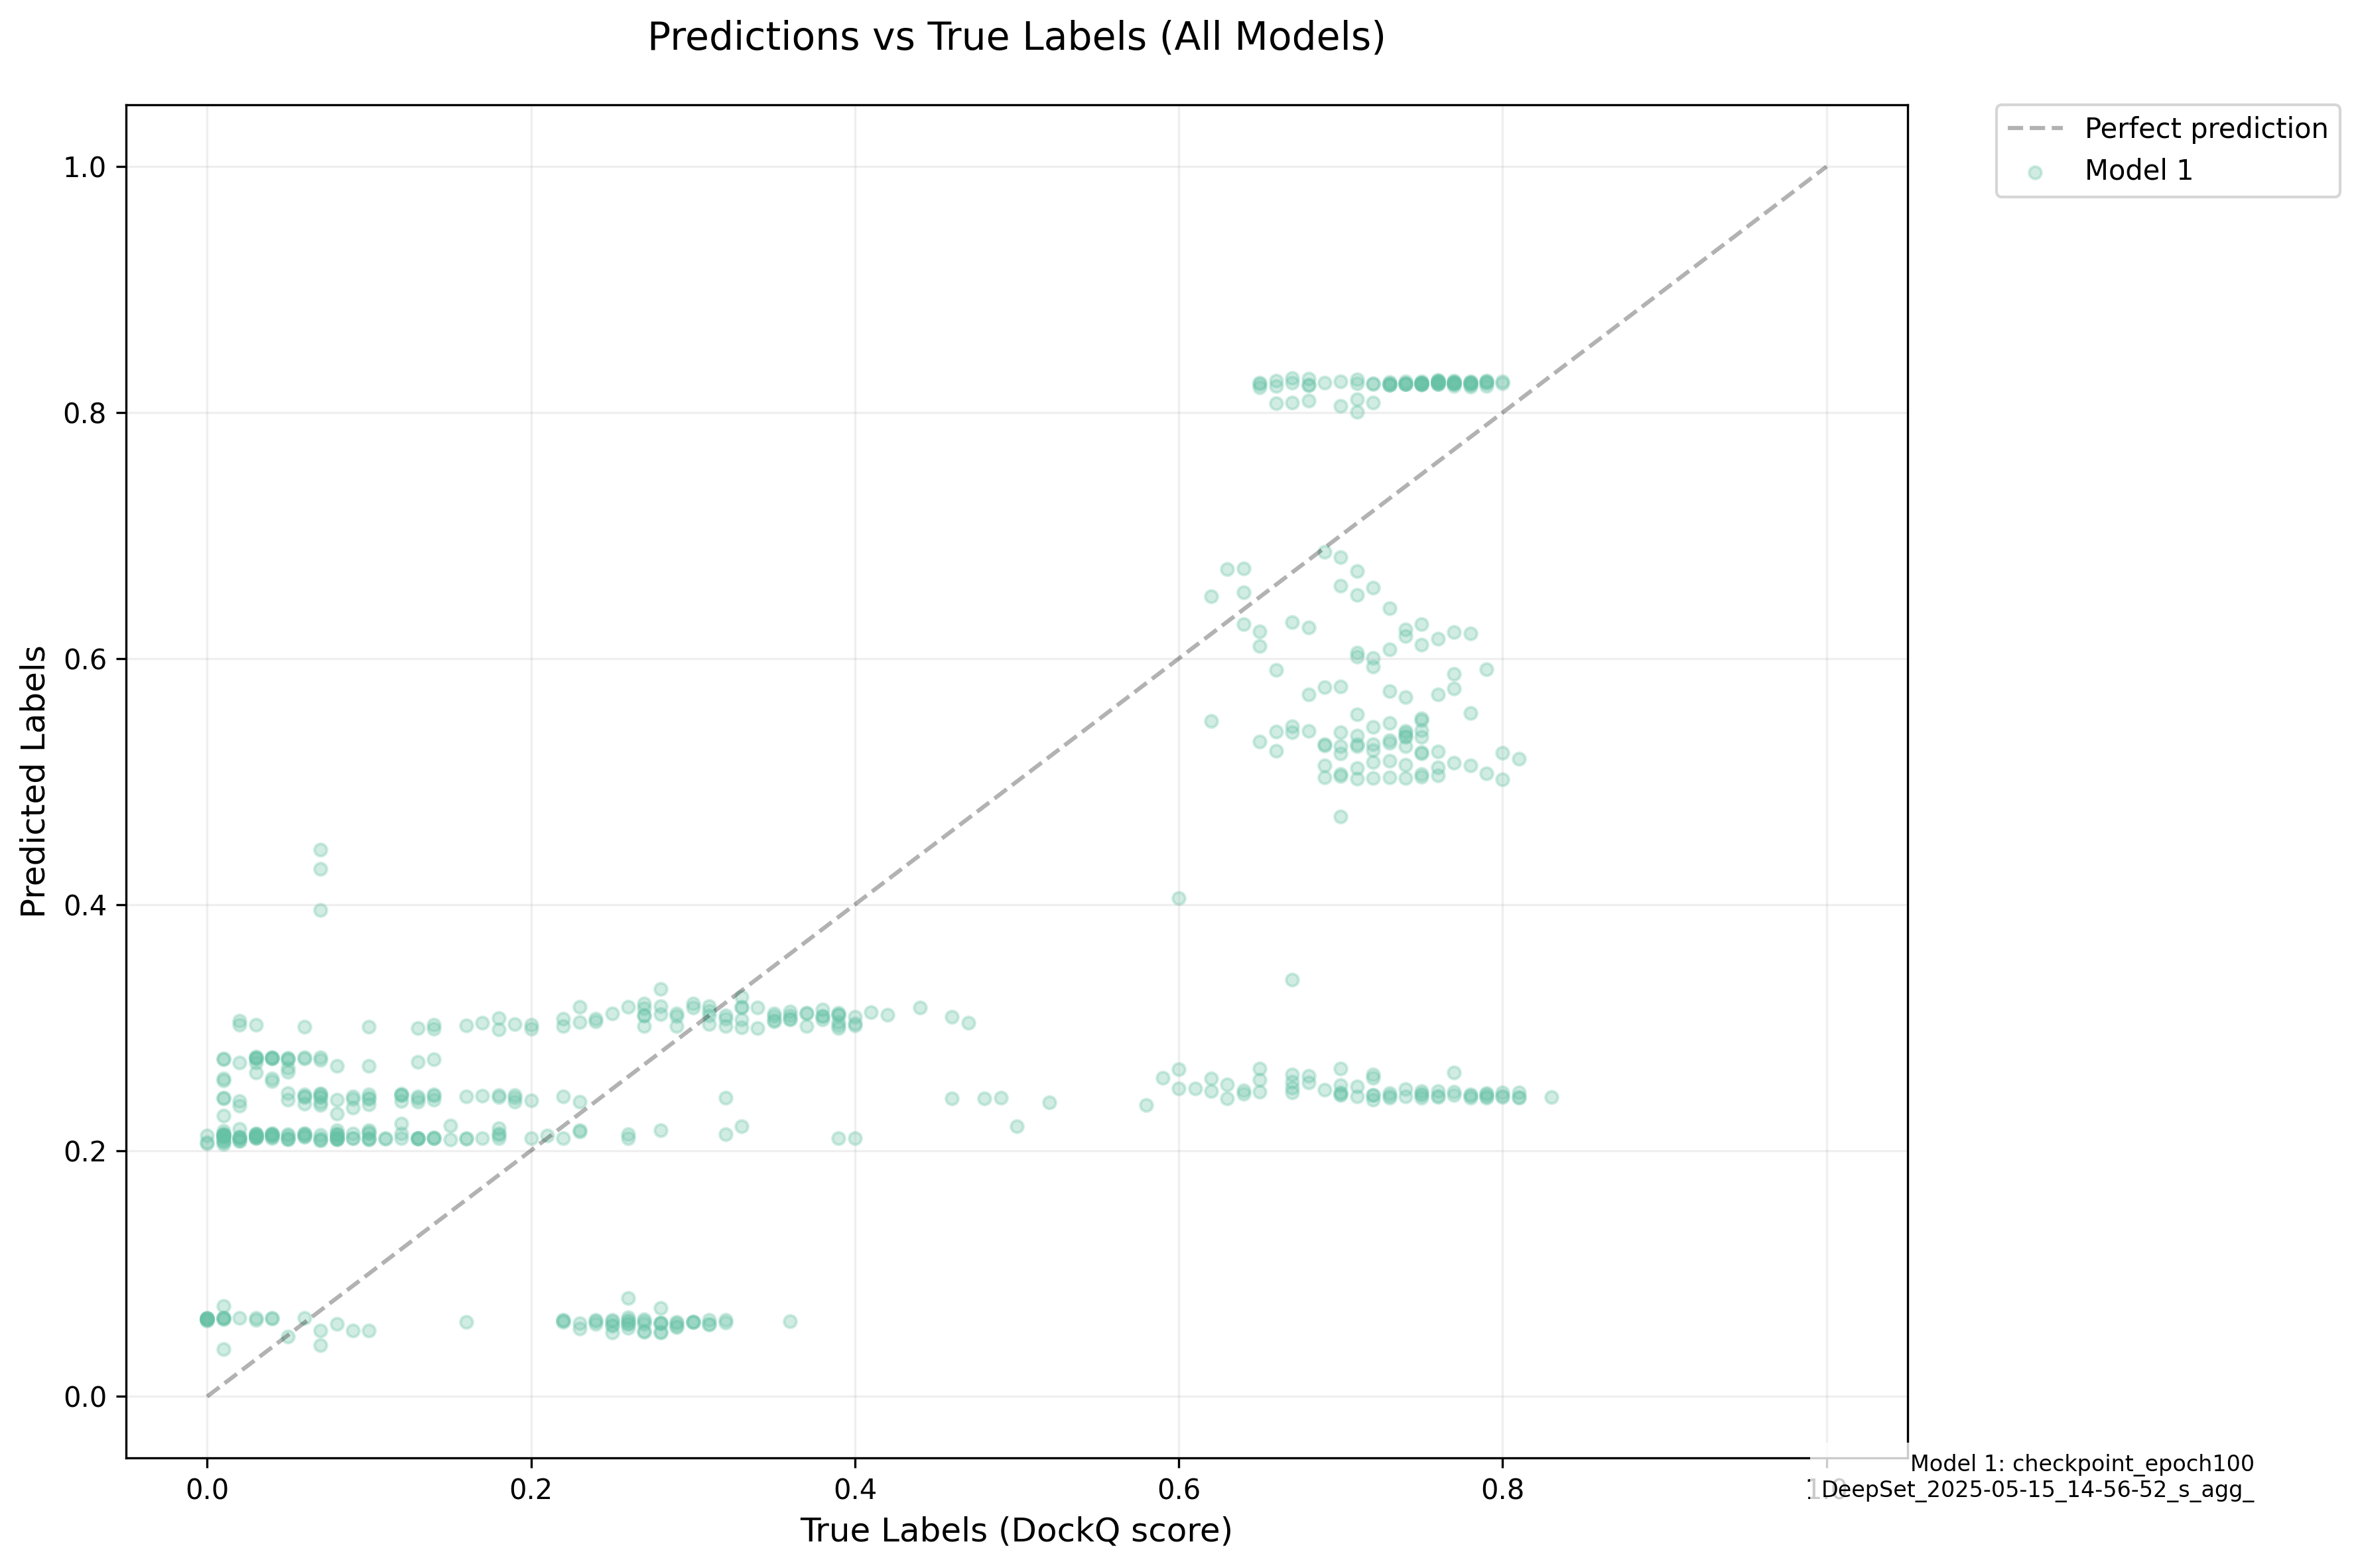 Predictions vs True Labels (All Models)
Perfect prediction
Model 1
1.0
0.8
0.6
0.4
0.2
0.0
Predicted Labels
0.0
0.2
0.4
0.6
0.8
1.0
True Labels (DockQ score)
Model 1: checkpoint_epoch100
DeepSet_2025-05-15_14-56-52_s_agg_